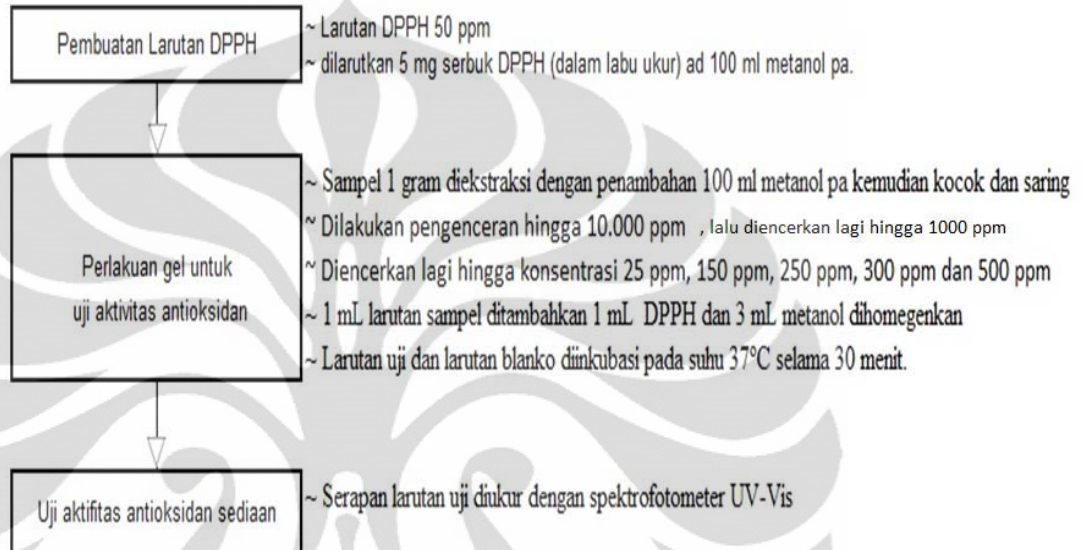 Pembuatan Larutan DPPH
~ Larutan DPPH 50 ppm
~ dilarutkan 5 mg serbuk DPPH (dalam labu ukur) ad 100 ml metanol pa.
Perlakuan gel untuk
uji aktivitas antioksidan
~ Sampel 1 gram diekstraksi dengan penambahan 100 ml metanol pa kemudian kocok dan saring
~ Dilakukan pengenceran hingga 10.000 ppm , lalu diencerkan lagi hingga 1000 ppm
~ Diencerkan lagi hingga konsentrasi 25 ppm, 150 ppm, 250 ppm, 300 ppm dan 500 ppm
~ 1 mL larutan sampel ditambahkan 1 mL DPPH dan 3 mL metanol dihomogenkan
~ Larutan uji dan larutan blanko diinkubasi pada suhu 37°C selama 30 menit.
Uji aktifitas antioksidan sediaan
~ Serapan larutan uji diukur dengan spektrofotometer UV-Vis